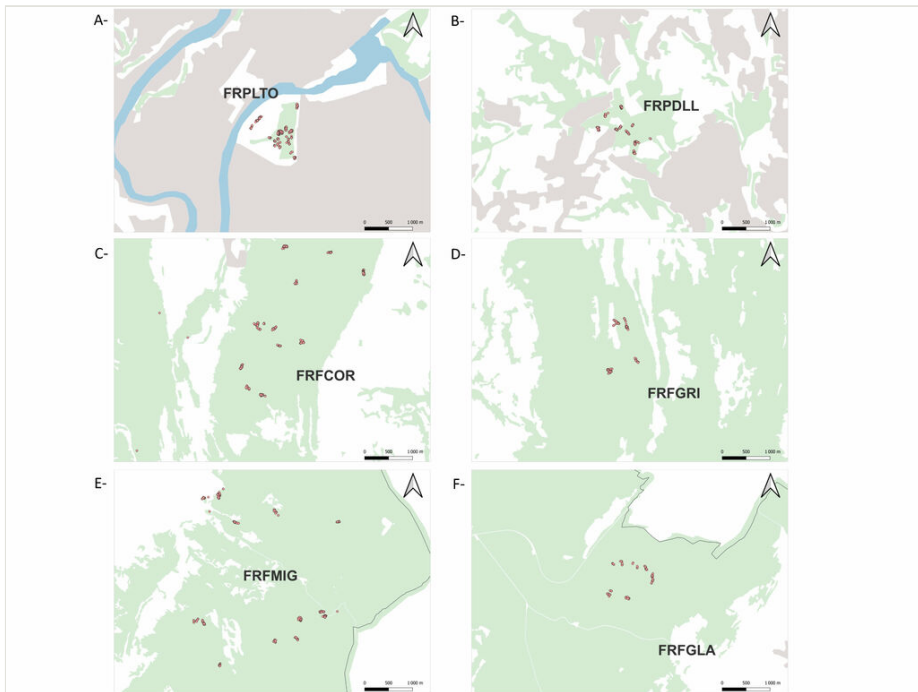 A-
FRPLTO
0 500 1 000 m
B-
FRPDLL
0 500 1 000 m
C-
FRFCOR
0 500 1 000 m
D-
FRFGRI
0 500 1 000 m
E-
FRFMIG
0 500 1 000 m
F-
FRFGLA
0 500 1 000 m